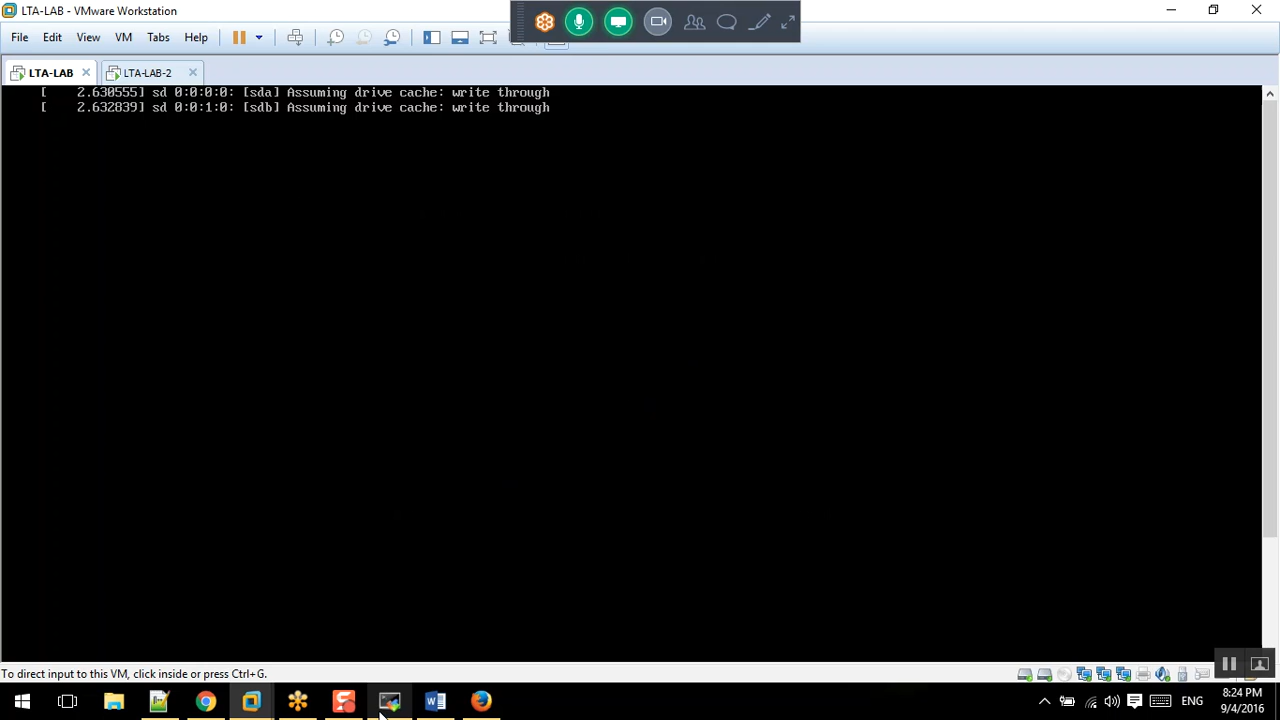 LTA-LAB - VMware Workstation
File Edit View VM Tabs Help
LTA-LAB LTA-LAB-2
[    2.630555] sd 0:0:0:0: [sda] Assuming drive cache: write through
[    2.632839] sd 0:0:1:0: [sdb] Assuming drive cache: write through
To direct input to this VM, click inside or press Ctrl+G.
ENG
8:24 PM
9/4/2016